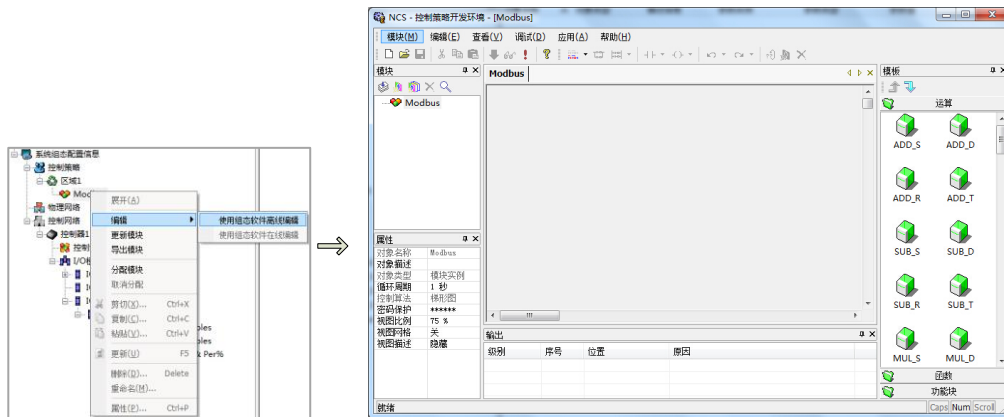 系统组态配置信息
控制策略
区域1
物理网络
控制网络
控制器1
展开(A)
编辑
更新模块
导出模块
分配模块
取消分配
剪切(X)... Ctrl+X
复制(C)... Ctrl+C
粘贴(V)... Ctrl+V
更新(U) F5
删除(D)... Delete
重命名(M)...
属性(P)... Ctrl+P
使用组态软件离线编辑
使用组态软件在线编辑
NCS - 控制策略开发环境 - [Modbus]
模块(M) 编辑(E) 查看(V) 调试(D) 应用(A) 帮助(H)
模块
Modbus
Modbus
属性
对象名称 Modbus
对象描述
对象类型 模块实例
循环周期 1 秒
控制算法 梯形图
密码保护 ******
视图比例 75 %
视图网格 关
视图描述 隐藏
输出
级别 序号 位置 原因
模板
运算
ADD_S ADD_D
ADD_R ADD_T
SUB_S SUB_D
SUB_R SUB_T
MUL_S MUL_D
函数
功能块
就绪
Caps Num Scroll